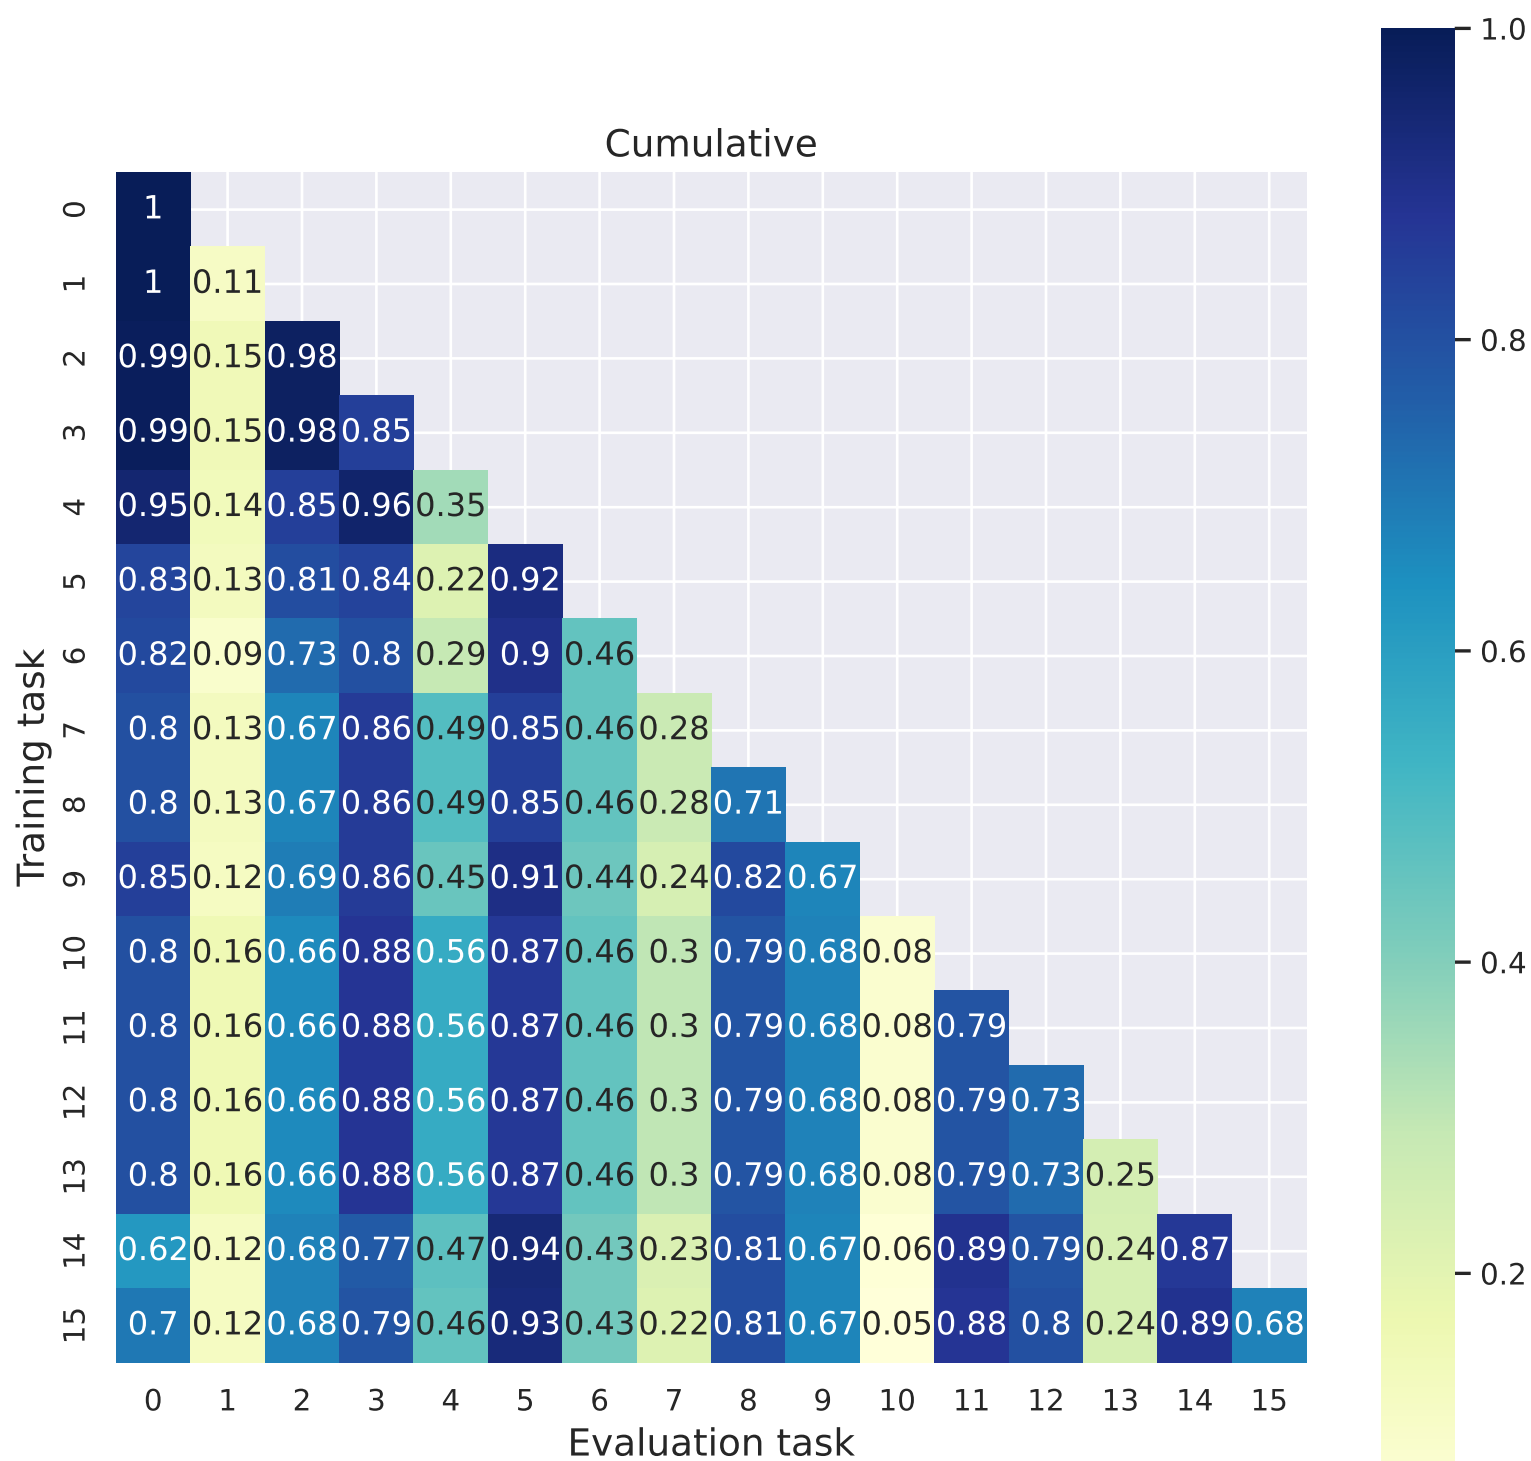 Cumulative
0 1
1 1 0.11
2 0.99 0.15 0.98
3 0.99 0.15 0.98 0.85
4 0.95 0.14 0.85 0.96 0.35
5 0.83 0.13 0.81 0.84 0.22 0.92
6 0.82 0.09 0.73 0.8 0.29 0.9 0.46
7 0.8 0.13 0.67 0.86 0.49 0.85 0.46 0.28
8 0.8 0.13 0.67 0.86 0.49 0.85 0.46 0.28 0.71
9 0.85 0.12 0.69 0.86 0.45 0.91 0.44 0.24 0.82 0.67
10 0.8 0.16 0.66 0.88 0.56 0.87 0.46 0.3 0.79 0.68 0.08
11 0.8 0.16 0.66 0.88 0.56 0.87 0.46 0.3 0.79 0.68 0.08 0.79
12 0.8 0.16 0.66 0.88 0.56 0.87 0.46 0.3 0.79 0.68 0.08 0.79 0.73
13 0.8 0.16 0.66 0.88 0.56 0.87 0.46 0.3 0.79 0.68 0.08 0.79 0.73 0.25
14 0.62 0.12 0.68 0.77 0.47 0.94 0.43 0.23 0.81 0.67 0.06 0.89 0.79 0.24 0.87
15 0.7 0.12 0.68 0.79 0.46 0.93 0.43 0.22 0.81 0.67 0.05 0.88 0.8 0.24 0.89 0.68
0 1 2 3 4 5 6 7 8 9 10 11 12 13 14 15
Evaluation task
Training task
1.0
0.8
0.6
0.4
0.2